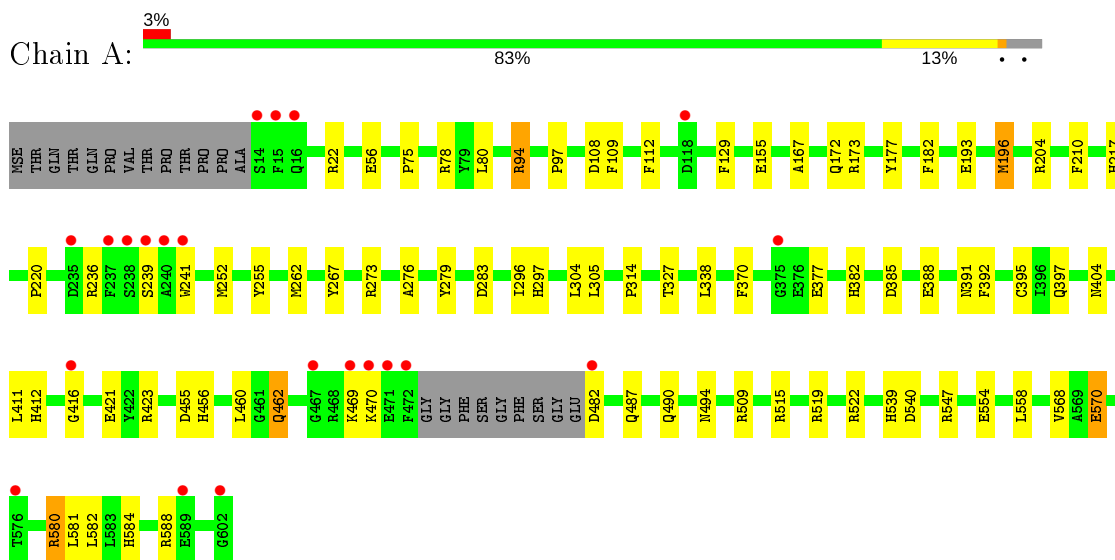 3%
Chain A:
83% 13% • •
MSE THR GLN THR GLN PRO VAL THR PRO THR PRO PRO ALA S14 F15 Q16 R22 E56 P75 R78 Y79 L80 R94 P97 D108 F109 F112 D118 F129 E155 A167 Q172 R173 Y177 F182 E193 M196 R204 F210 H217
P220 D235 R236 F237 S238 S239 A240 W241 M252 Y255 M262 Y267 R273 A276 Y279 D283 I296 H297 L304 L305 P314 T327 L338 F370 G375 E376 E377 H382 D385 E388 N391 F392 C395 I396 Q397 N404
L411 H412 G416 E421 Y422 R423 D455 H456 L460 G461 Q462 G467 R468 K469 K470 E471 F472 GLY GLY PHE SER GLY PHE SER GLY GLU D482 Q487 Q490 N494 R509 R515 R519 R522 H539 D540 R547 E554 L558 V568 A569 E570
T576 R580 L581 L582 L583 H584 R588 E589 G602